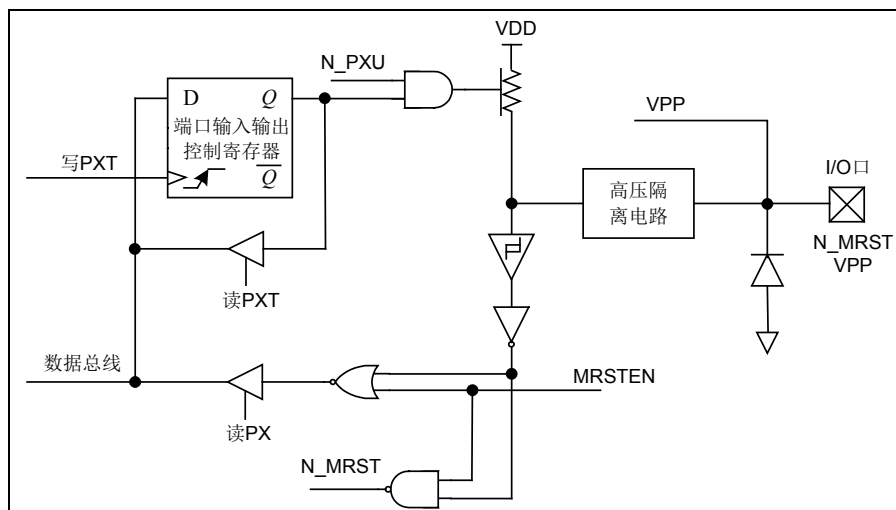 VDD
N_PXU
D
Q
VPP
端口输入输出
控制寄存器
I/O口
写PXT
Q
高压隔
离电路
N_MRST
VPP
读PXT
数据总线
MRSTEN
读PX
N_MRST